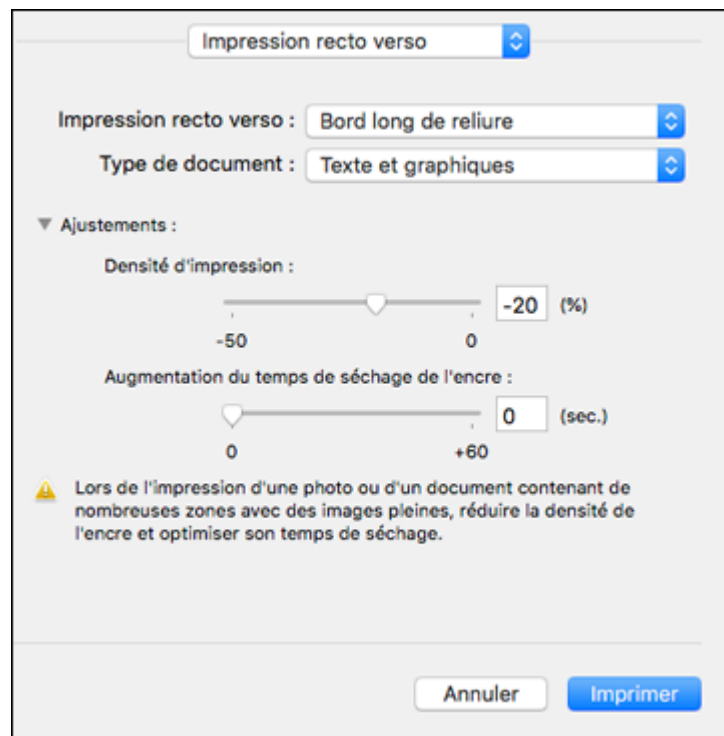 Impression recto verso
Impression recto verso : Bord long de reliure
Type de document : Texte et graphiques
Ajustements :
Densité d'impression :
-20 (%)
-50 0
Augmentation du temps de séchage de l'encre :
0 (sec.)
0 +60
Lors de l'impression d'une photo ou d'un document contenant de
nombreuses zones avec des images pleines, réduire la densité de
l'encre et optimiser son temps de séchage.
Annuler Imprimer